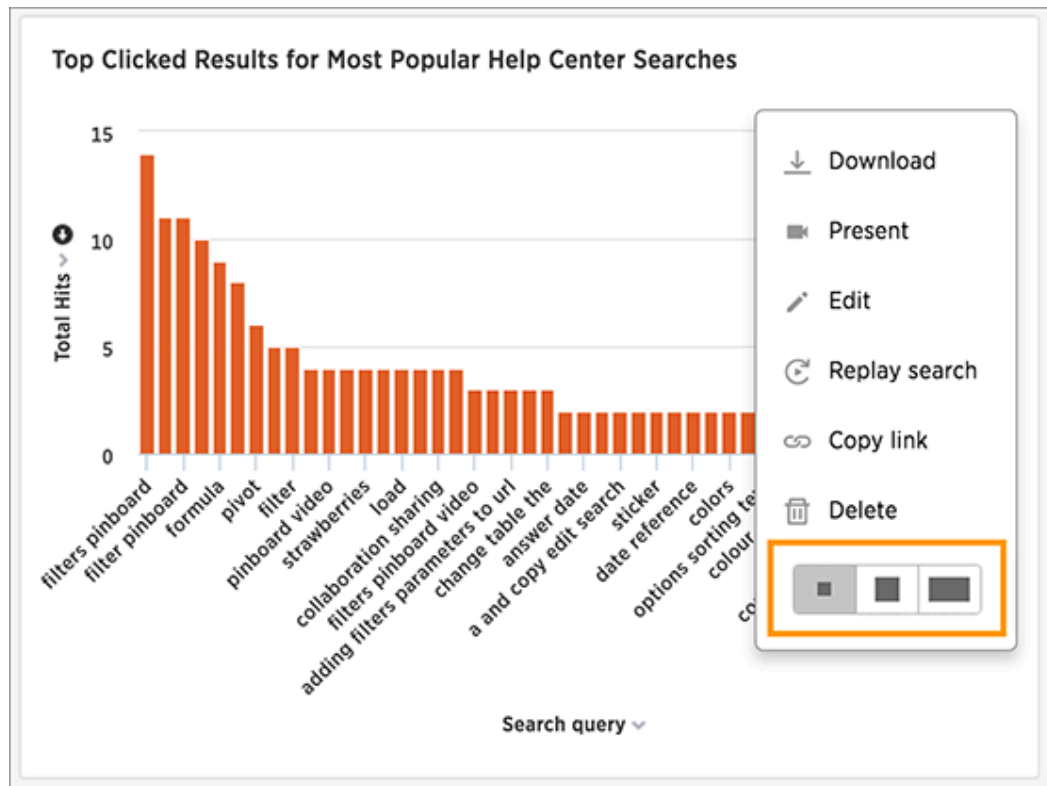 Top Clicked Results for Most Popular Help Center Searches
15
10
5
0
Total Hits
filters pinboard
filter pinboard
formula
pivot
filter
pinboard video
strawberries
load
collaboration sharing
filters pinboard video
adding filters parameters to url
change table the
answer date
a and copy edit search
sticker
date reference
colors
options sorting
colour
Search query
Download
Present
Edit
Replay search
Copy link
Delete